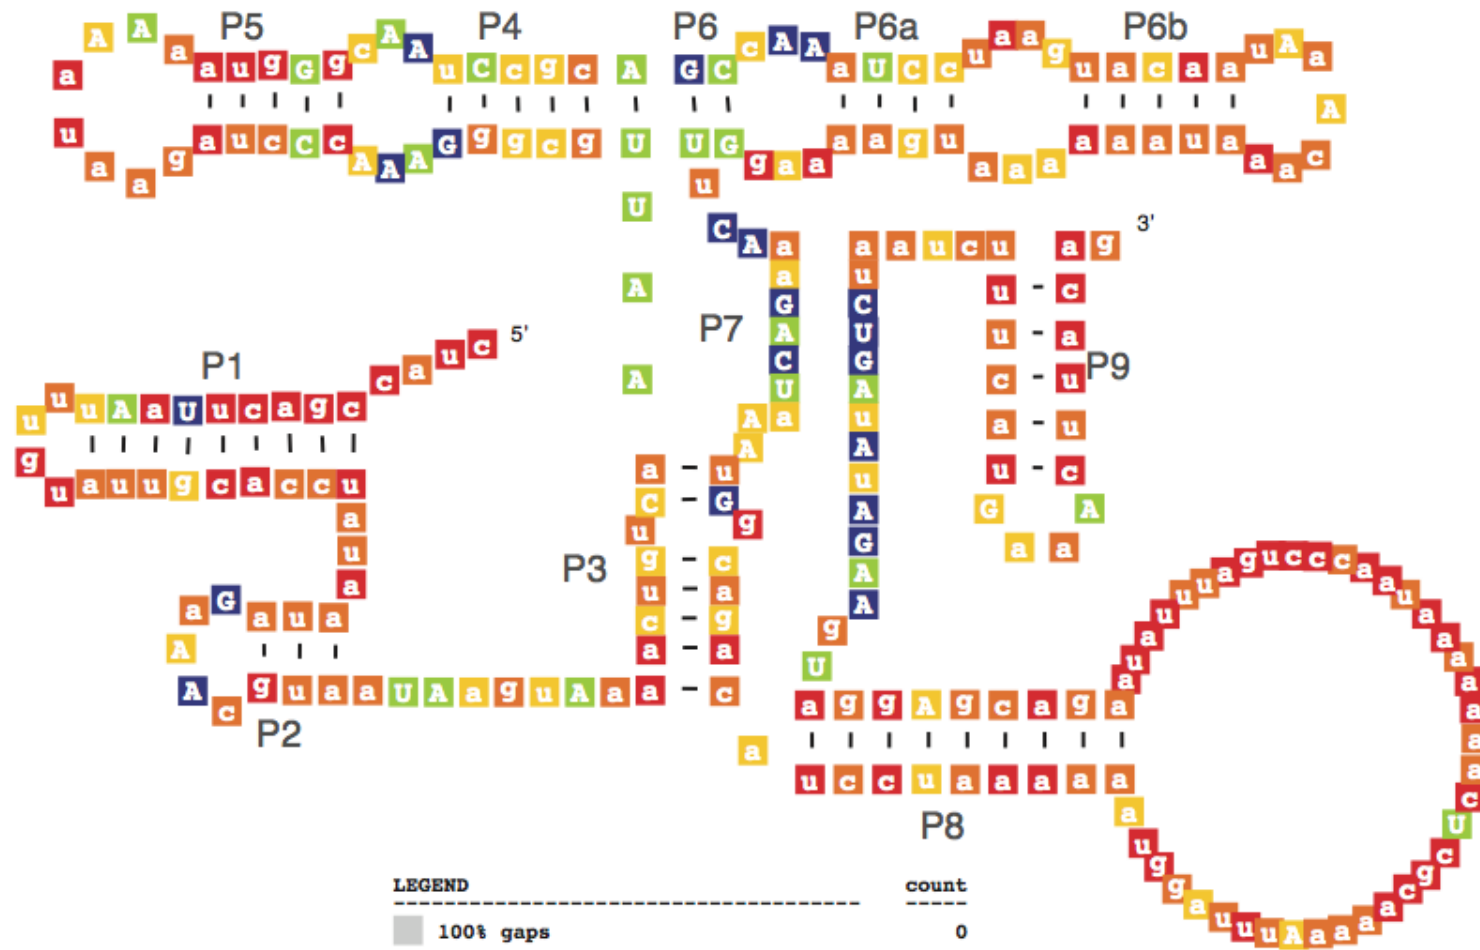 P5 P4 P6 P6a P6b
a A A a a u g G g c A A u C c g c A G C c A A a U C c u a a g u a c a a u A a A
u a a g a u c c C c A A A G g g c g U U G g a a a a g u a a a a a a u a a a c
U A A
u C A a a G A C U a A A
P7
a u C U G A u A u A G A A g U
a a u c u a g 3'
u u c a u G a a A c u a u c
P9
5'
c u a c
P1
u u u A a U u c a g c
g u a u u g c a c c u
a u a
a G a u a
A A c
P2
g u a a U A a g u A a a
P3
a C u g u c a
u G g c a g a c
a
a g g A g c a g a
u c c u a a a a a
P8
a u a u u u a g u c c c a a u a a a a a a a c U c g c a a a a A u u u a g g u a
LEGEND count
100% gaps 0